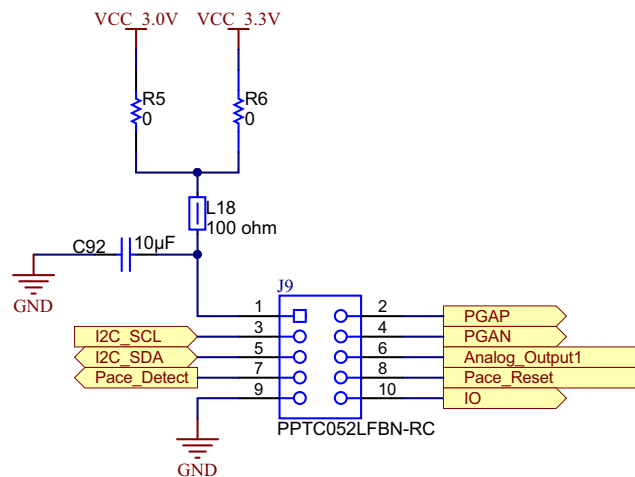 VCC_3.0V VCC_3.3V
R5 R6
0 0
L18
100 ohm
C92 10µF
GND
J9
1 2 PGAP
I2C_SCL 3 4 PGAN
I2C_SDA 5 6 Analog_Output1
Pace_Detect 7 8 Pace_Reset
9 10 IO
PPTC052LFBN-RC
GND